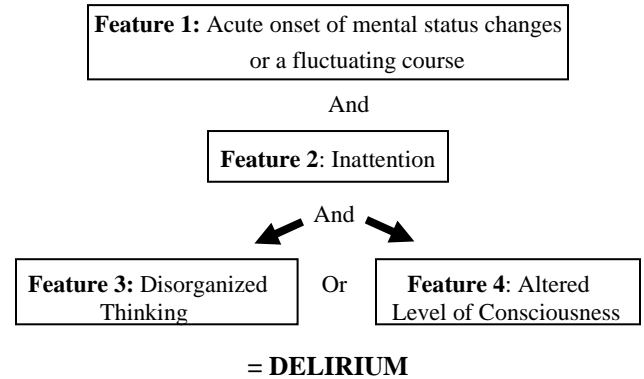 Feature 1: Acute onset of mental status changes
or a fluctuating course
And
Feature 2: Inattention
And
Feature 3: Disorganized
Thinking
Or
Feature 4: Altered
Level of Consciousness
= DELIRIUM